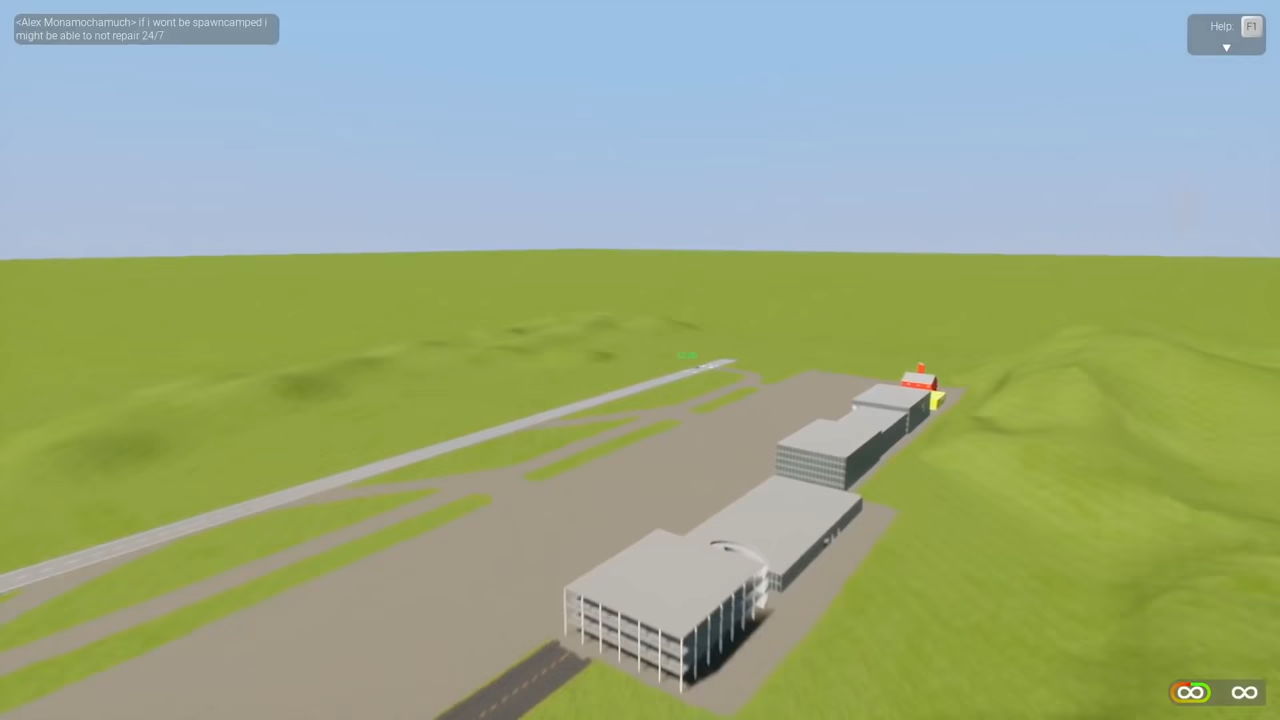 <Alex Monamochamuch> if i wont be spawncamped i
might be able to not repair 24/7
Help: F1